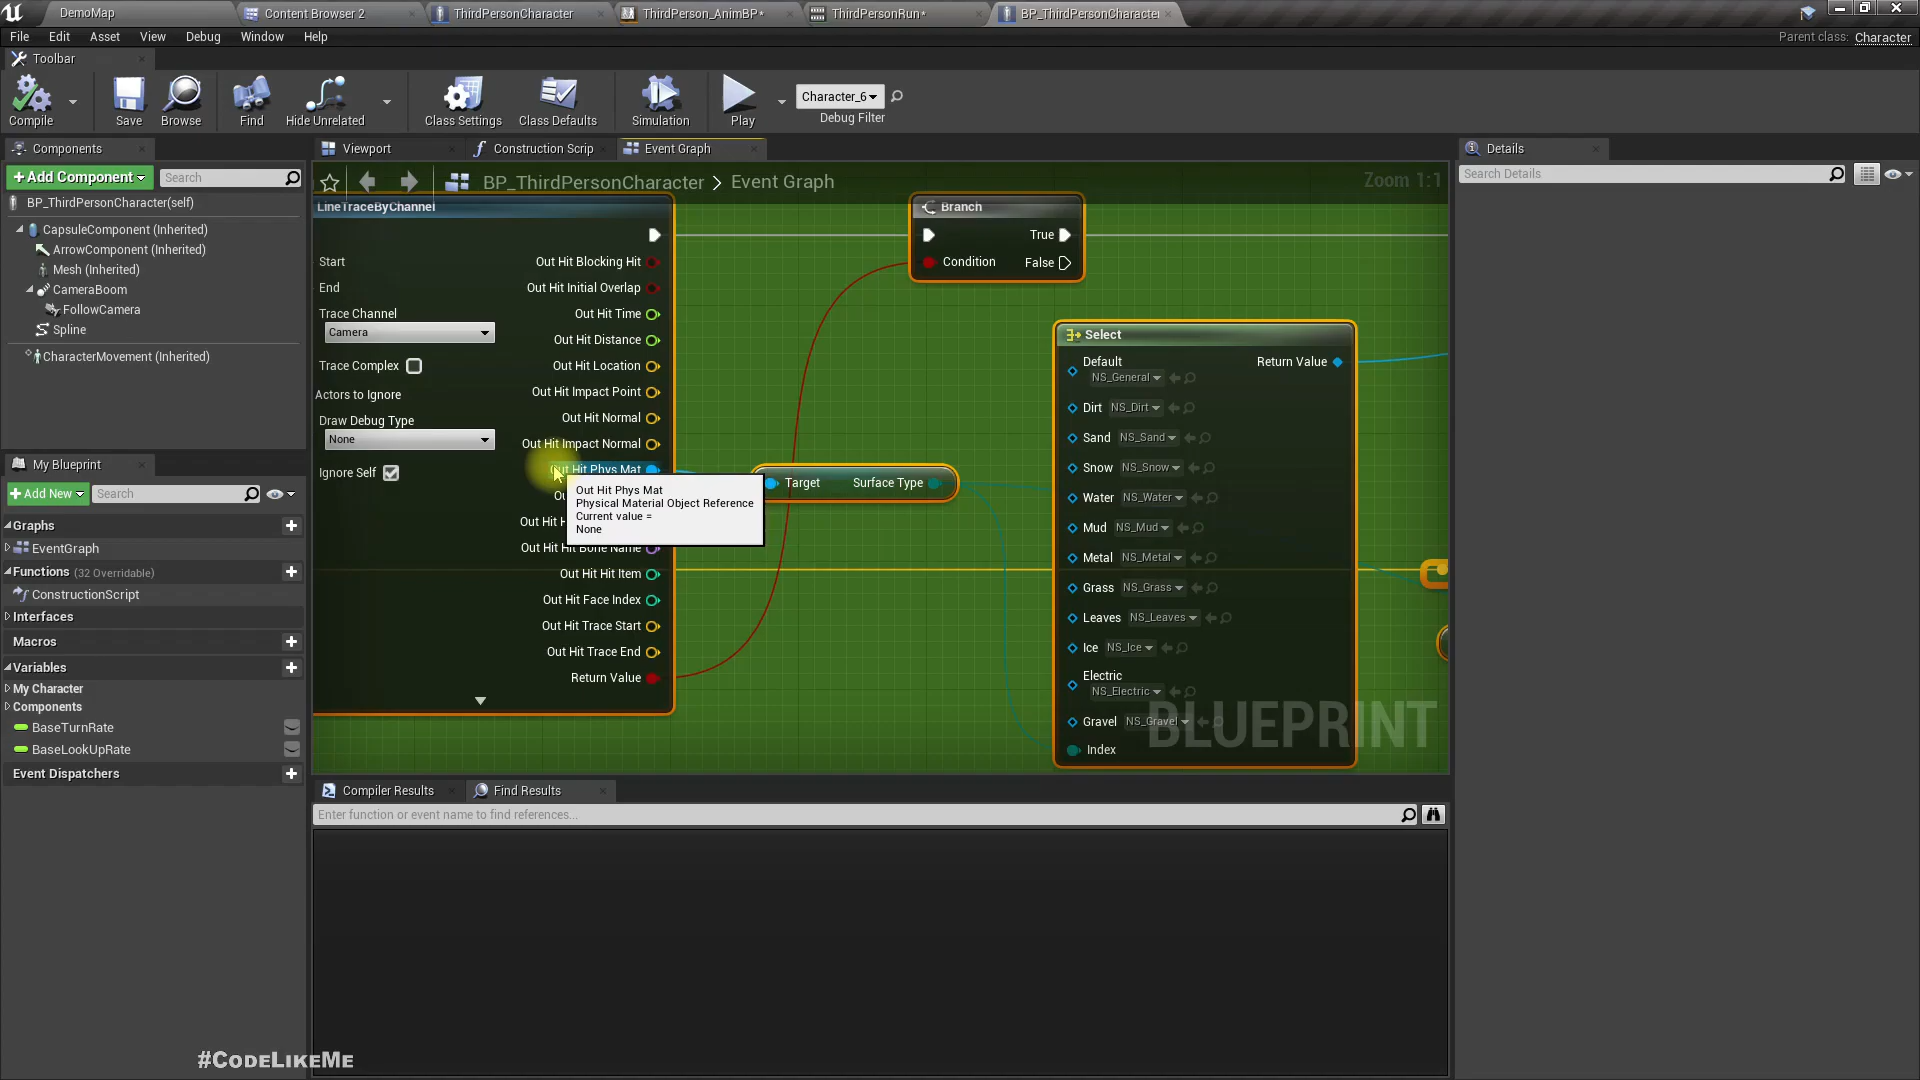 DemoMap
Content Browser 2
ThirdPersonCharacter
ThirdPerson_AnimBP*
ThirdPersonRun*
BP_ThirdPersonCharacter
File
Edit
Asset
View
Debug
Window
Help
Parent class:
Character
Toolbar
Compile
Save
Browse
Find
Hide Unrelated
Class Settings
Class Defaults
Simulation
Play
Character_6
Debug Filter
Components
Add Component
Search
BP_ThirdPersonCharacter(self)
CapsuleComponent (Inherited)
ArrowComponent (Inherited)
Mesh (Inherited)
CameraBoom
FollowCamera
Spline
CharacterMovement (Inherited)
My Blueprint
Add New
Search
Graphs
EventGraph
Functions (32 Overridable)
ConstructionScript
Interfaces
Macros
Variables
My Character
Components
BaseTurnRate
BaseLookUpRate
Event Dispatchers
Viewport
Construction Scrip
Event Graph
BP_ThirdPersonCharacter > Event Graph
Zoom 1:1
LineTraceByChannel
Start
End
Trace Channel
Camera
Trace Complex
Actors to Ignore
Draw Debug Type
None
Ignore Self
Out Hit Blocking Hit
Out Hit Initial Overlap
Out Hit Time
Out Hit Distance
Out Hit Location
Out Hit Impact Point
Out Hit Normal
Out Hit Impact Normal
Out Hit Phys Mat
Out Hit Phys Mat
Physical Material Object Reference
Current value =
None
Out Hit Hit Bone Name
Out Hit Hit Item
Out Hit Face Index
Out Hit Trace Start
Out Hit Trace End
Return Value
Target
Surface Type
Branch
True
Condition
False
Select
Default
NS_General
Return Value
Dirt NS_Dirt
Sand NS_Sand
Snow NS_Snow
Water NS_Water
Mud NS_Mud
Metal NS_Metal
Grass NS_Grass
Leaves NS_Leaves
Ice NS_Ice
Electric
NS_Electric
Gravel NS_Gravel
Index
BLUEPRINT
Compiler Results
Find Results
Enter function or event name to find references...
Details
Search Details
#CodeLikeMe